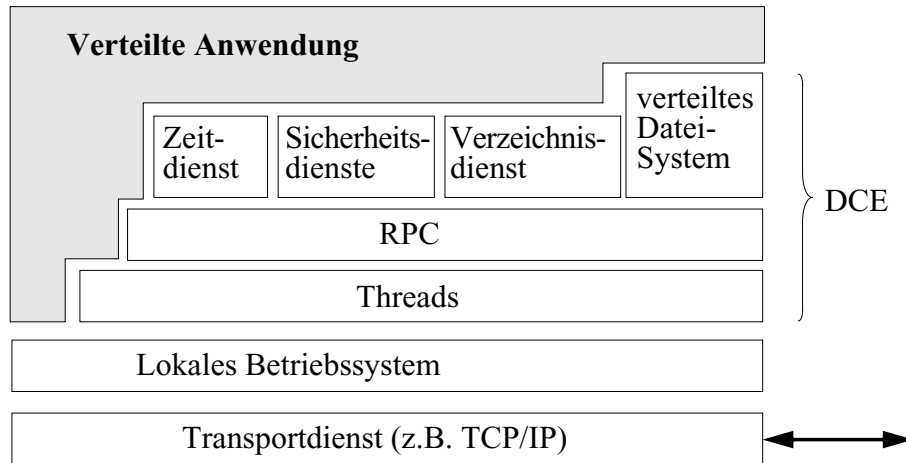 Verteilte Anwendung
Zeit-
dienst
Sicherheits-
dienste
Verzeichnis-
dienst
verteiltes
Datei-
System
DCE
RPC
Threads
Lokales Betriebssystem
Transportdienst (z.B. TCP/IP)